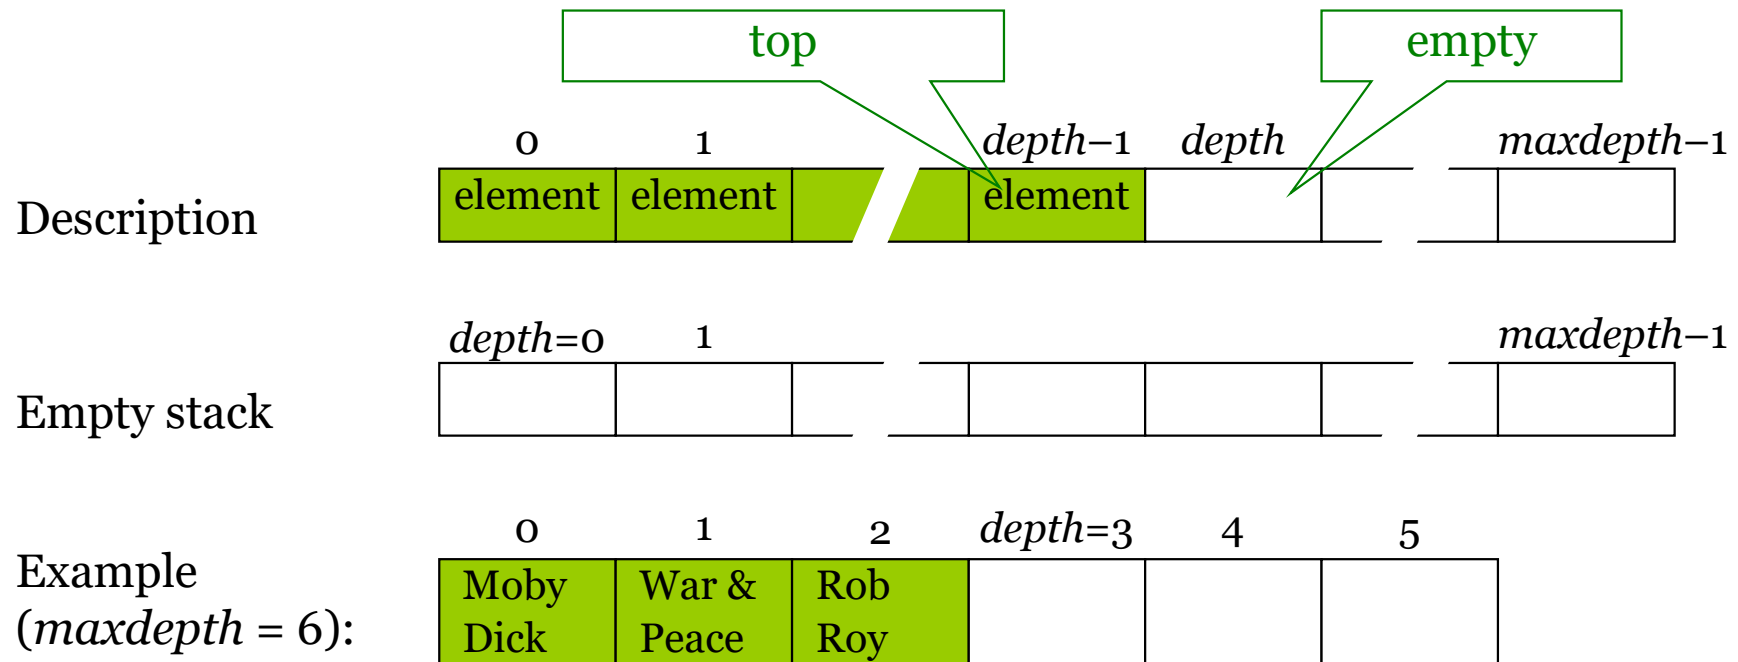 top empty
0 1 depth–1 depth maxdepth–1
Description element element element
depth=0 1 maxdepth–1
Empty stack
0 1 2 depth=3 4 5
Example
(maxdepth = 6):
Moby
Dick
War &
Peace
Rob
Roy